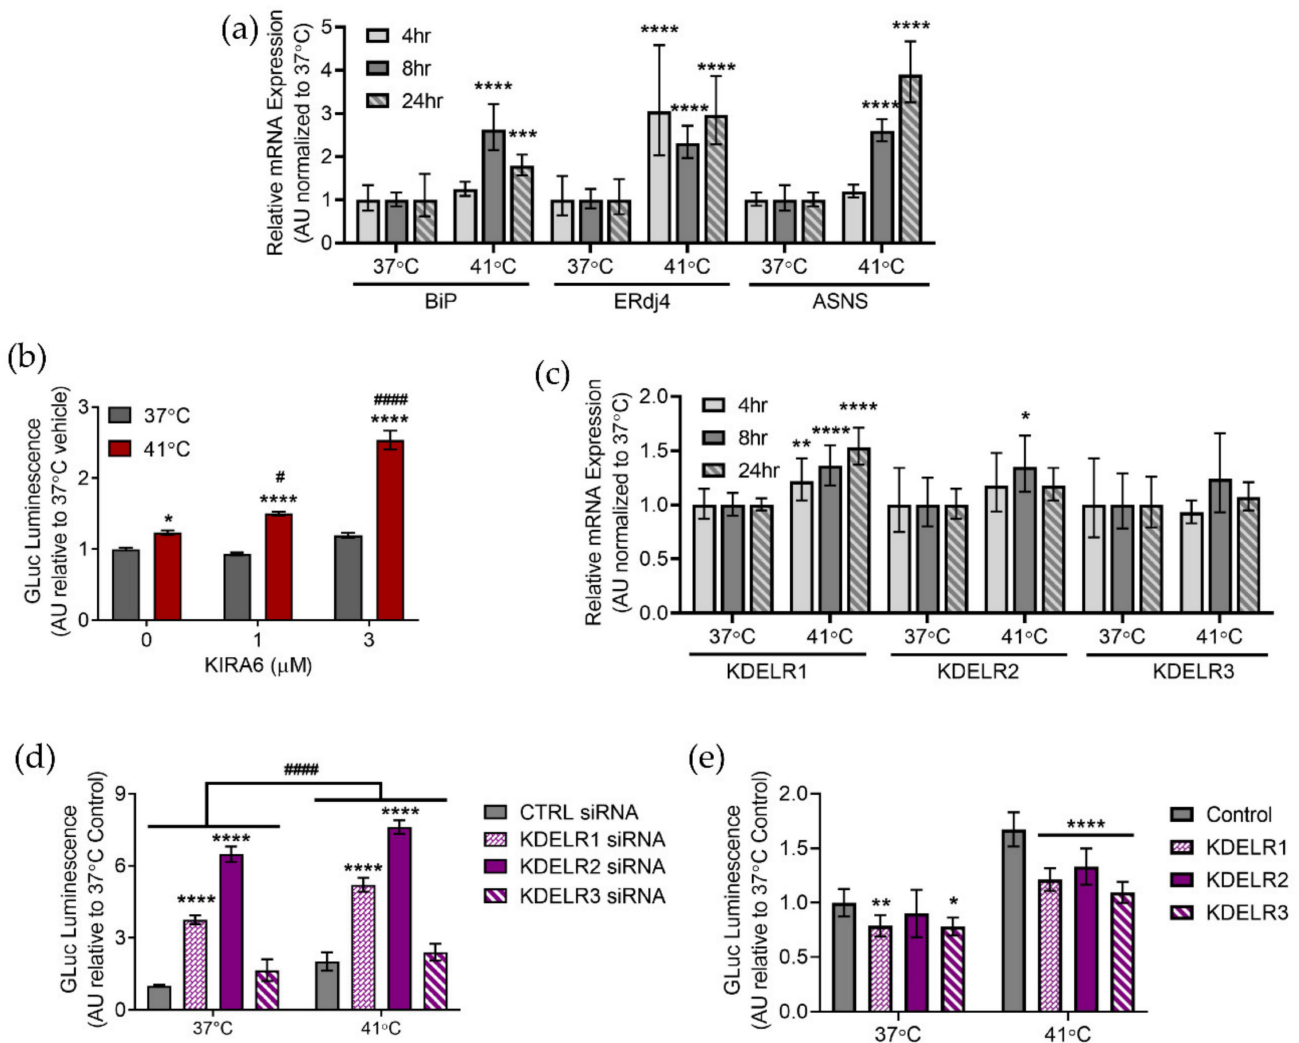 (a)
Relative mRNA Expression
(AU normalized to 37°C)
5
4
3
2
1
0
4hr
8hr
24hr
**** *** **** **** **** **** ****
37°C 41°C 37°C 41°C 37°C 41°C
BiP ERdj4 ASNS
(b)
GLuc Luminescence
(AU relative to 37°C vehicle)
3
2
1
0
37°C
41°C
*
#
****
####
****
0 1 3
KIRA6 (μM)
(c)
Relative mRNA Expression
(AU normalized to 37°C)
2.0
1.5
1.0
0.5
0.0
4hr
8hr
24hr
** **** **** *
37°C 41°C 37°C 41°C 37°C 41°C
KDELR1 KDELR2 KDELR3
(d)
GLuc Luminescence
(AU relative to 37°C Control)
9
6
3
0
####
**** **** **** ****
37°C 41°C
CTRL siRNA
KDELR1 siRNA
KDELR2 siRNA
KDELR3 siRNA
(e)
GLuc Luminescence
(AU relative to 37°C Control)
2.0
1.5
1.0
0.5
0.0
** * ****
37°C 41°C
Control
KDELR1
KDELR2
KDELR3